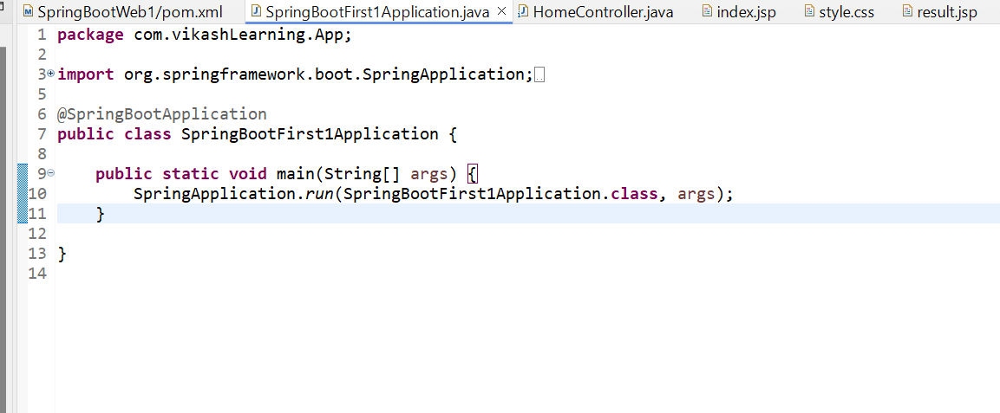 SpringBootWeb1/pom.xml SpringBootFirst1Application.java HomeController.java index.jsp style.css result.jsp
1 package com.vikashLearning.App;
2
3 import org.springframework.boot.SpringApplication;
5
6 @SpringBootApplication
7 public class SpringBootFirst1Application {
8
9     public static void main(String[] args) {
10         SpringApplication.run(SpringBootFirst1Application.class, args);
11     }
12
13 }
14